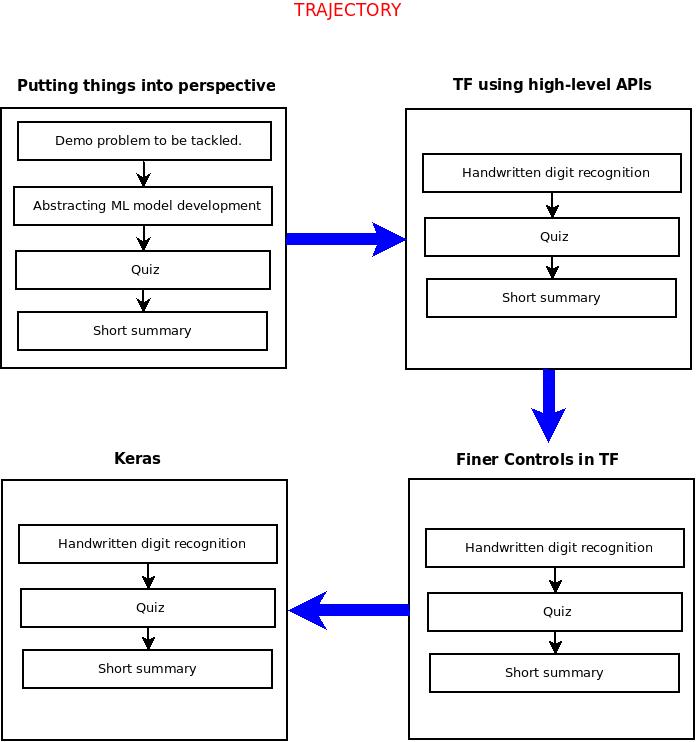 TRAJECTORY
Putting things into perspective
Demo problem to be tackled.
Abstracting ML model development
Quiz
Short summary
TF using high-level APIs
Handwritten digit recognition
Quiz
Short summary
Finer Controls in TF
Handwritten digit recognition
Quiz
Short summary
Keras
Handwritten digit recognition
Quiz
Short summary